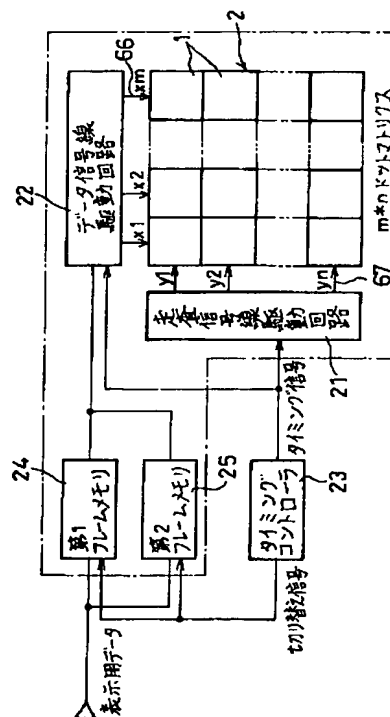 22
データ信号線
駆動回路
66
x1
x2
xm
1
2
y1
y2
yn
67
m*nドットマトリクス
走査信号線駆動回路
21
24
第1
フレームメモリ
第2
フレームメモリ
25
表示用データ
タイミング信号
タイミング
コントローラ
23
切り替え信号